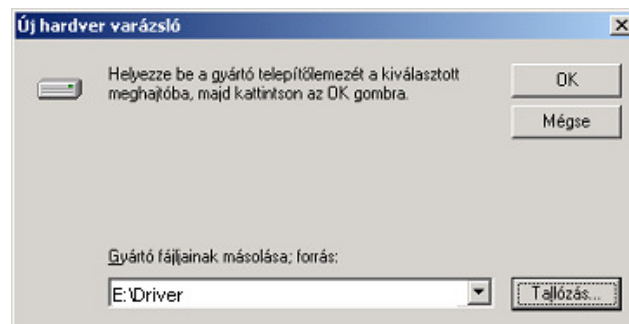 Új hardver varázsló
Helyezze be a gyártó telepítőlemezét a kiválasztott
meghajtóba, majd kattintson az OK gombra.
OK
Mégse
Gyártó fájljainak másolása; forrás:
E:\Driver
Tallózás...